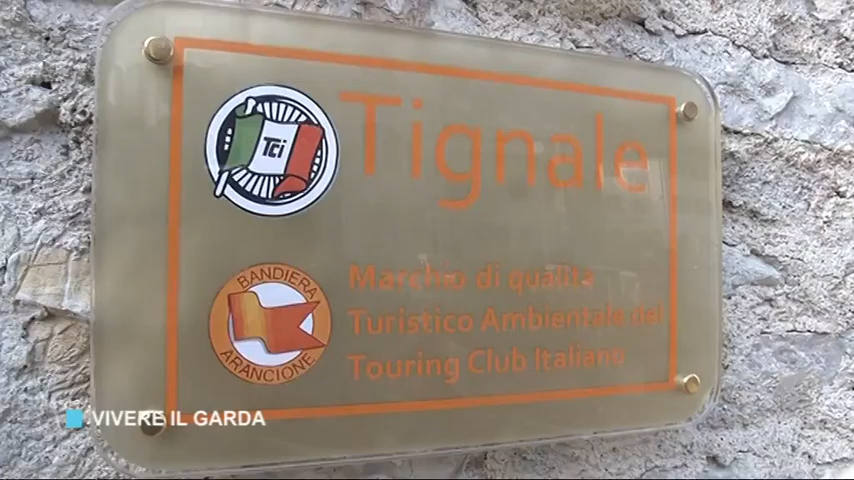 Tignale
TCi
BANDIERA
ARANCIONE
Marchio di qualità
Turistico Ambientale del
Touring Club Italiano
VIVERE IL GARDA